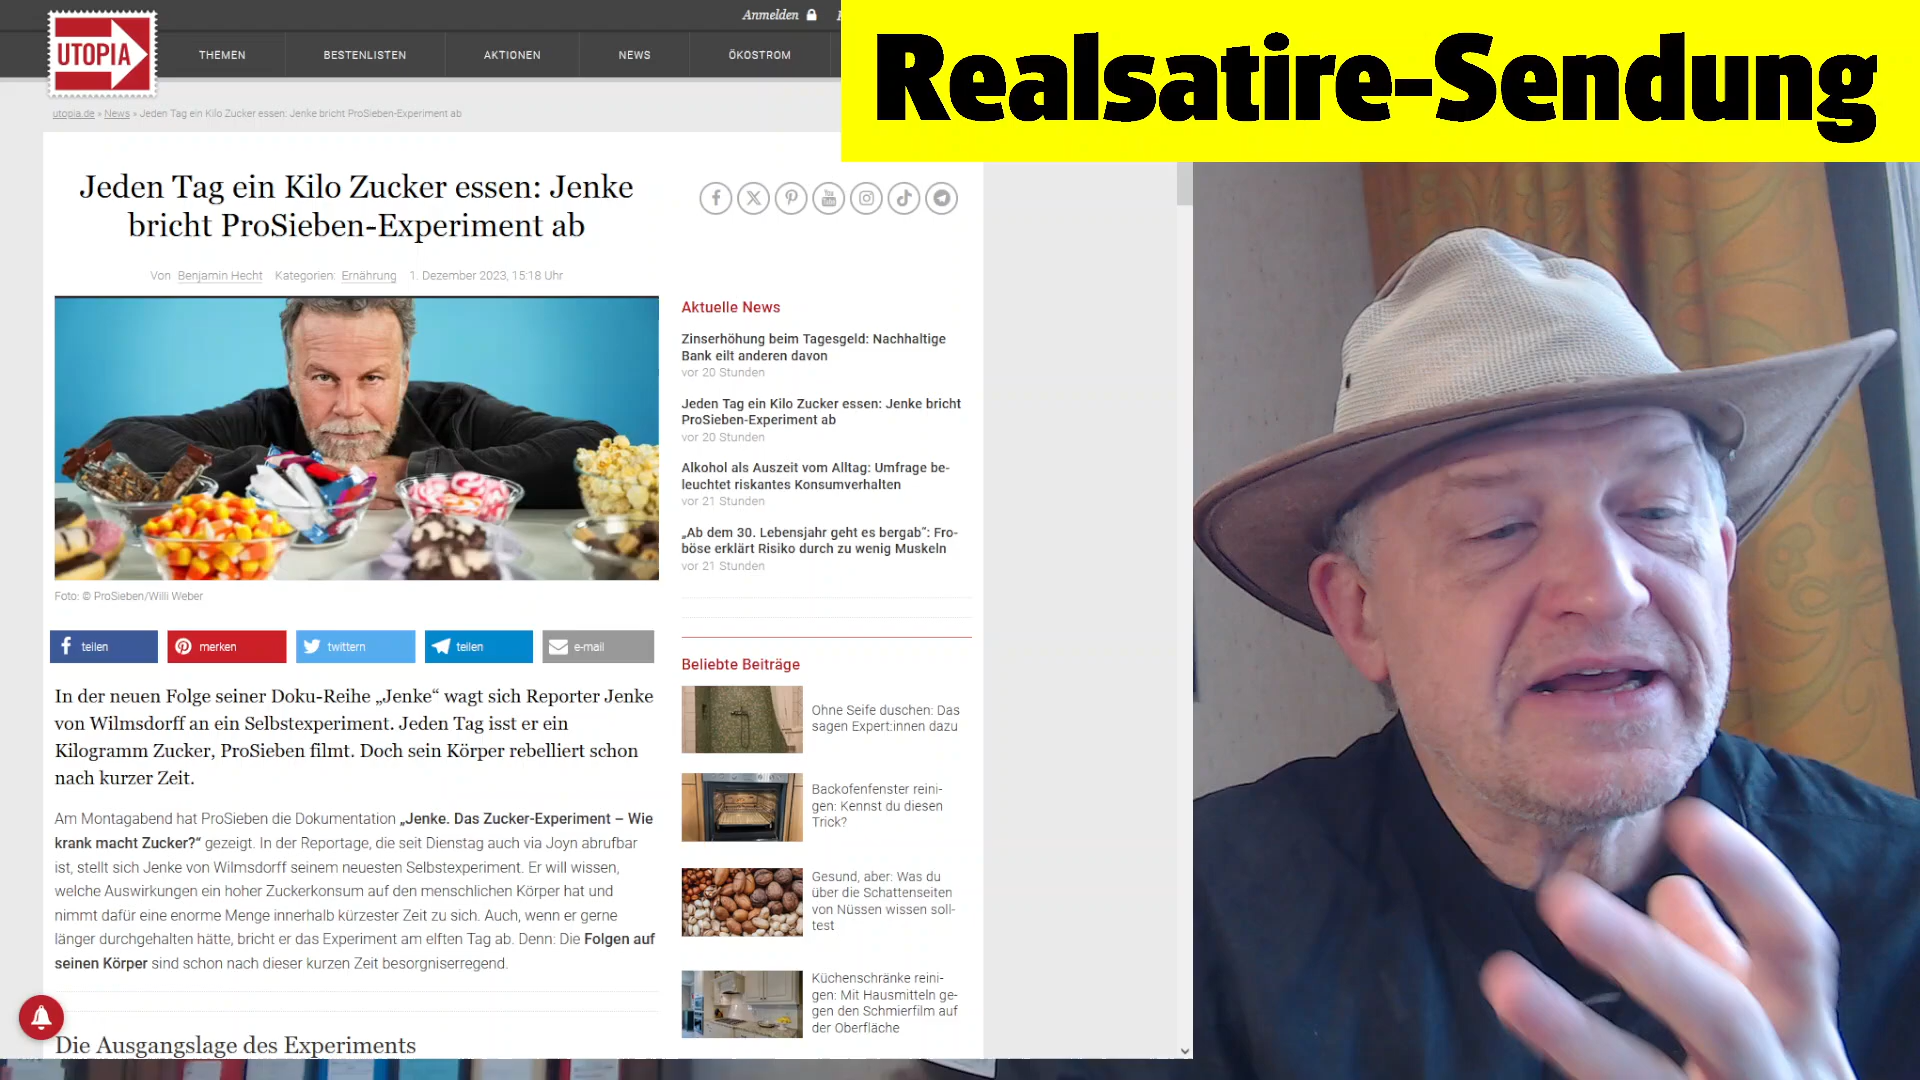 Anmelden
UTOPIA
THEMEN
BESTENLISTEN
AKTIONEN
NEWS
ÖKOSTROM
Realsatire-Sendung
utopia.de » News » Jeden Tag ein Kilo Zucker essen: Jenke bricht ProSieben-Experiment ab
Jeden Tag ein Kilo Zucker essen: Jenke
bricht ProSieben-Experiment ab
Von Benjamin Hecht Kategorien: Ernährung 1. Dezember 2023, 15:18 Uhr
Foto: © ProSieben/Willi Weber
teilen
merken
twittern
teilen
e-mail
In der neuen Folge seiner Doku-Reihe „Jenke“ wagt sich Reporter Jenke
von Wilmsdorff an ein Selbstexperiment. Jeden Tag isst er ein
Kilogramm Zucker, ProSieben filmt. Doch sein Körper rebelliert schon
nach kurzer Zeit.
Am Montagabend hat ProSieben die Dokumentation „Jenke. Das Zucker-Experiment – Wie
krank macht Zucker?“ gezeigt. In der Reportage, die seit Dienstag auch via Joyn abrufbar
ist, stellt sich Jenke von Wilmsdorff seinem neuesten Selbstexperiment. Er will wissen,
welche Auswirkungen ein hoher Zuckerkonsum auf den menschlichen Körper hat und
nimmt dafür eine enorme Menge innerhalb kürzester Zeit zu sich. Auch, wenn er gerne
länger durchgehalten hätte, bricht er das Experiment am elften Tag ab. Denn: Die Folgen auf
seinen Körper sind schon nach dieser kurzen Zeit besorgniserregend.
Die Ausgangslage des Experiments
You
Tube
Aktuelle News
Zinserhöhung beim Tagesgeld: Nachhaltige
Bank eilt anderen davon
vor 20 Stunden
Jeden Tag ein Kilo Zucker essen: Jenke bricht
ProSieben-Experiment ab
vor 20 Stunden
Alkohol als Auszeit vom Alltag: Umfrage be-
leuchtet riskantes Konsumverhalten
vor 21 Stunden
„Ab dem 30. Lebensjahr geht es bergab“: Fro-
böse erklärt Risiko durch zu wenig Muskeln
vor 21 Stunden
Beliebte Beiträge
Ohne Seife duschen: Das
sagen Expert:innen dazu
Backofenfenster reini-
gen: Kennst du diesen
Trick?
Gesund, aber: Was du
über die Schattenseiten
von Nüssen wissen soll-
test
Küchenschränke reini-
gen: Mit Hausmitteln ge-
gen den Schmierfilm auf
der Oberfläche